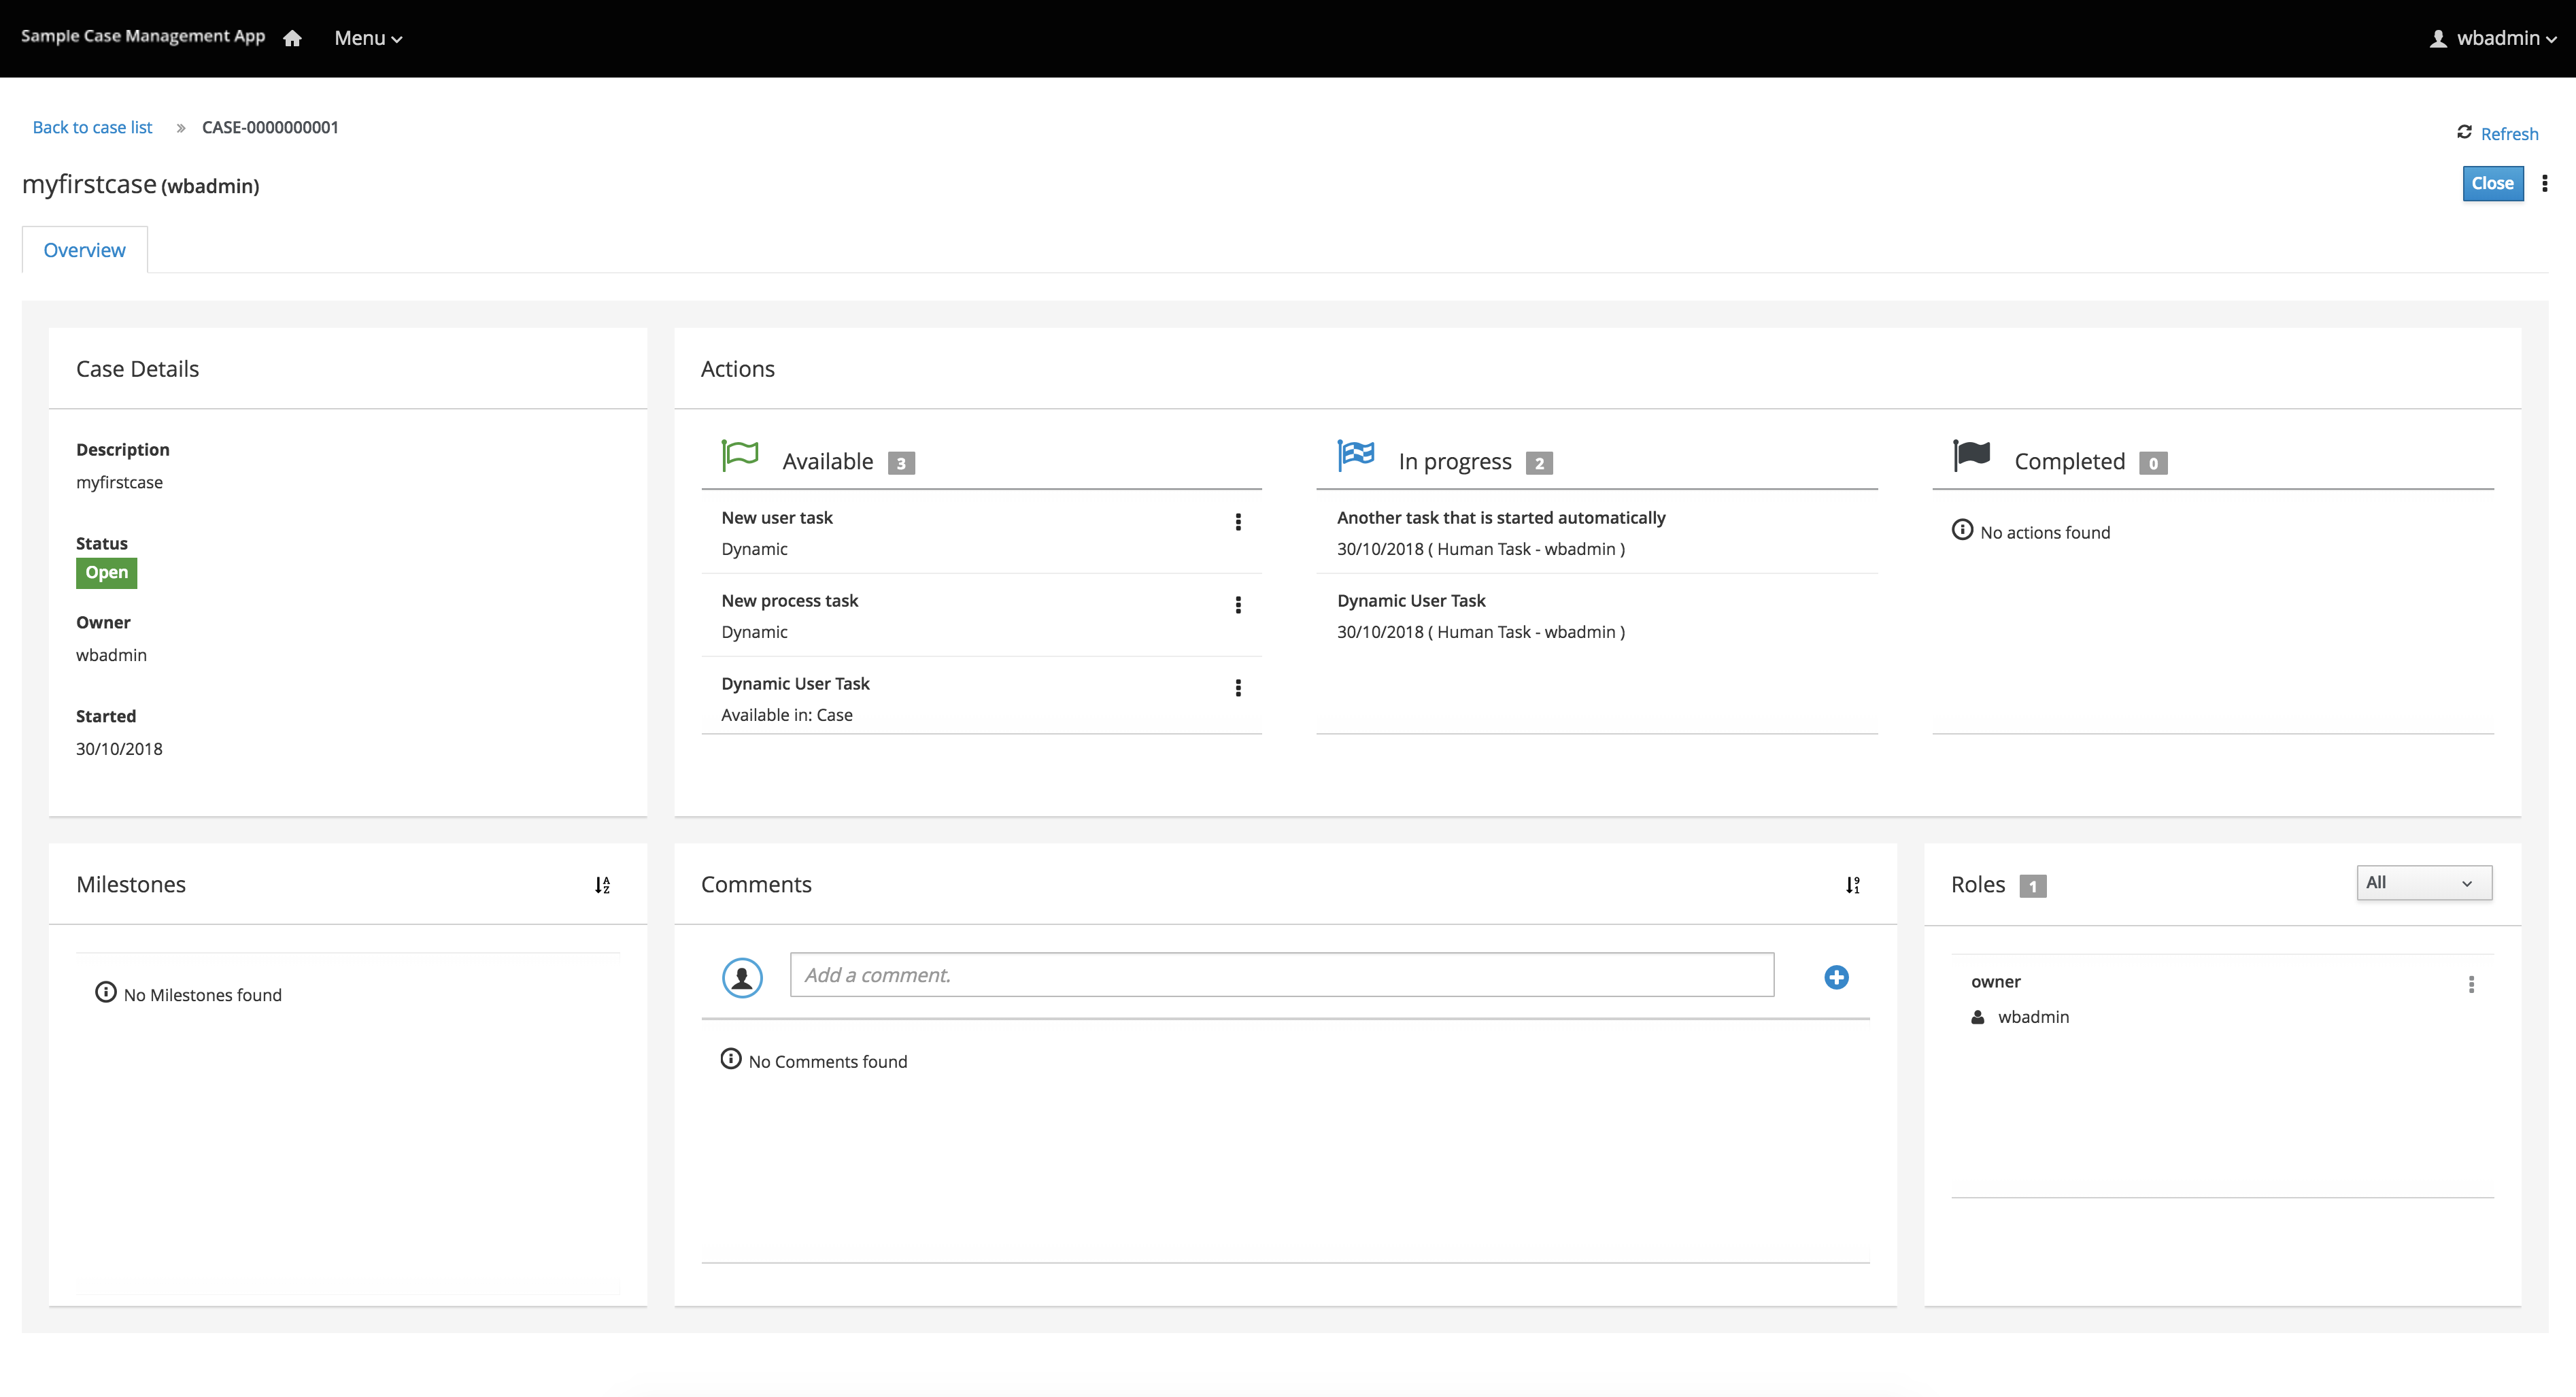 Sample Case Management App Menu wbadmin
Back to case list » CASE-0000000001
Refresh
myfirstcase (wbadmin)
Close
Overview
Case Details
Description
myfirstcase
Status
Open
Owner
wbadmin
Started
30/10/2018
Actions
Available 3
New user task
Dynamic
New process task
Dynamic
Dynamic User Task
Available in: Case
In progress 2
Another task that is started automatically
30/10/2018 ( Human Task - wbadmin )
Dynamic User Task
30/10/2018 ( Human Task - wbadmin )
Completed 0
No actions found
Milestones
No Milestones found
Comments
Add a comment.
No Comments found
Roles 1
All
owner
wbadmin